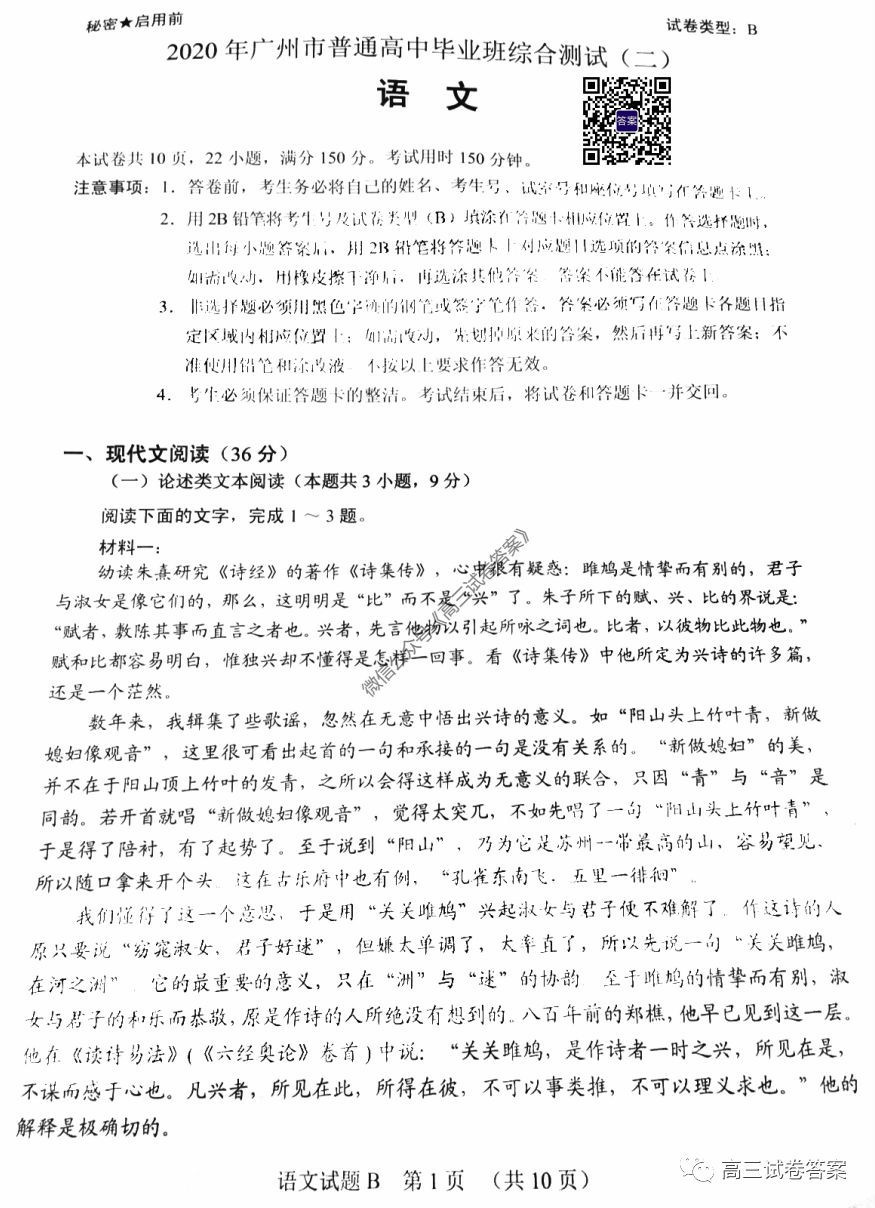 秘密★启用前
试卷类型：B
2020 年广州市普通高中毕业班综合测试（二）
语 文
答案
本试卷共 10 页，22 小题，满分 150 分。考试用时 150 分钟。
注意事项：1．答卷前，考生务必将自己的姓名、考生号、试室号和座位号填写在答题卡上。
2．用 2B 铅笔将考生号及试卷类型（B）填涂在答题卡相应位置上。作答选择题时，
选出每小题答案后，用 2B 铅笔将答题卡上对应题目选项的答案信息点涂黑；
如需改动，用橡皮擦干净后，再选涂其他答案。答案不能答在试卷上。
3．非选择题必须用黑色字迹的钢笔或签字笔作答，答案必须写在答题卡各题目指
定区域内相应位置上；如需改动，先划掉原来的答案，然后再写上新答案；不
准使用铅笔和涂改液。不按以上要求作答无效。
4．考生必须保证答题卡的整洁。考试结束后，将试卷和答题卡一并交回。
一、现代文阅读（36 分）
（一）论述类文本阅读（本题共 3 小题，9 分）
阅读下面的文字，完成 1～3 题。
材料一：
幼读朱熹研究《诗经》的著作《诗集传》，心中很有疑惑：雎鸠是情挚而有别的，君子
与淑女是像它们的，那么，这明明是“比”而不是“兴”了。朱子所下的赋、兴、比的界说是：
“赋者，敷陈其事而直言之者也。兴者，先言他物以引起所咏之词也。比者，以彼物比此物也。”
赋和比都容易明白，惟独兴却不懂得是怎样一回事。看《诗集传》中他所定为兴诗的许多篇，
还是一个茫然。
数年来，我辑集了些歌谣，忽然在无意中悟出兴诗的意义。如“阳山头上竹叶青，新做
媳妇像观音”，这里很可看出起首的一句和承接的一句是没有关系的。“新做媳妇”的美，
并不在于阳山顶上竹叶的发青，之所以会得这样成为无意义的联合，只因“青”与“音”是
同韵。若开首就唱“新做媳妇像观音”，觉得太突兀，不如先唱了一句“阳山头上竹叶青”，
于是得了陪衬，有了起势了。至于说到“阳山”，乃为它是苏州一带最高的山，容易望见，
所以随口拿来开个头。这在古乐府中也有例，“孔雀东南飞，五里一徘徊”。
我们懂得了这一个意思，于是用“关关雎鸠”兴起淑女与君子便不难解了。作这诗的人
原只要说“窈窕淑女，君子好逑”，但嫌太单调了，太率直了，所以先说一句“关关雎鸠，
在河之洲”。它的最重要的意义，只在“洲”与“逑”的协韵。至于雎鸠的情挚而有别，淑
女与君子的和乐而恭敬，原是作诗的人所绝没有想到的。八百年前的郑樵，他早已见到这一层。
他在《读诗易法》(《六经奥论》卷首)中说：“关关雎鸠，是作诗者一时之兴，所见在是，
不谋而感于心也。凡兴者，所见在此，所得在彼，不可以事类推，不可以理义求也。”他的
解释是极确切的。
微信公众号《高三试卷答案》
语文试题 B 第 1 页 （共 10 页）
高三试卷答案